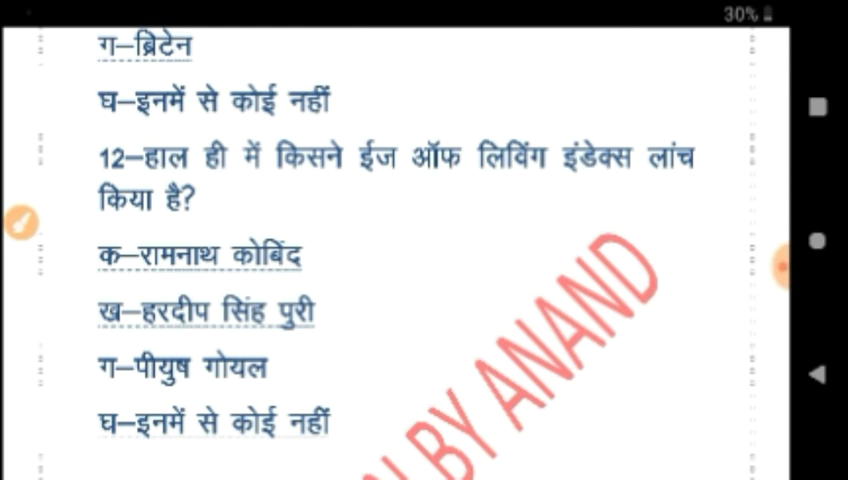 30%
ग–ब्रिटेन
घ–इनमें से कोई नहीं
12–हाल ही में किसने ईज ऑफ लिविंग इंडेक्स लांच
किया है?
क–रामनाथ कोबिंद
ख–हरदीप सिंह पुरी
ग–पीयुष गोयल
घ–इनमें से कोई नहीं
BY ANAND